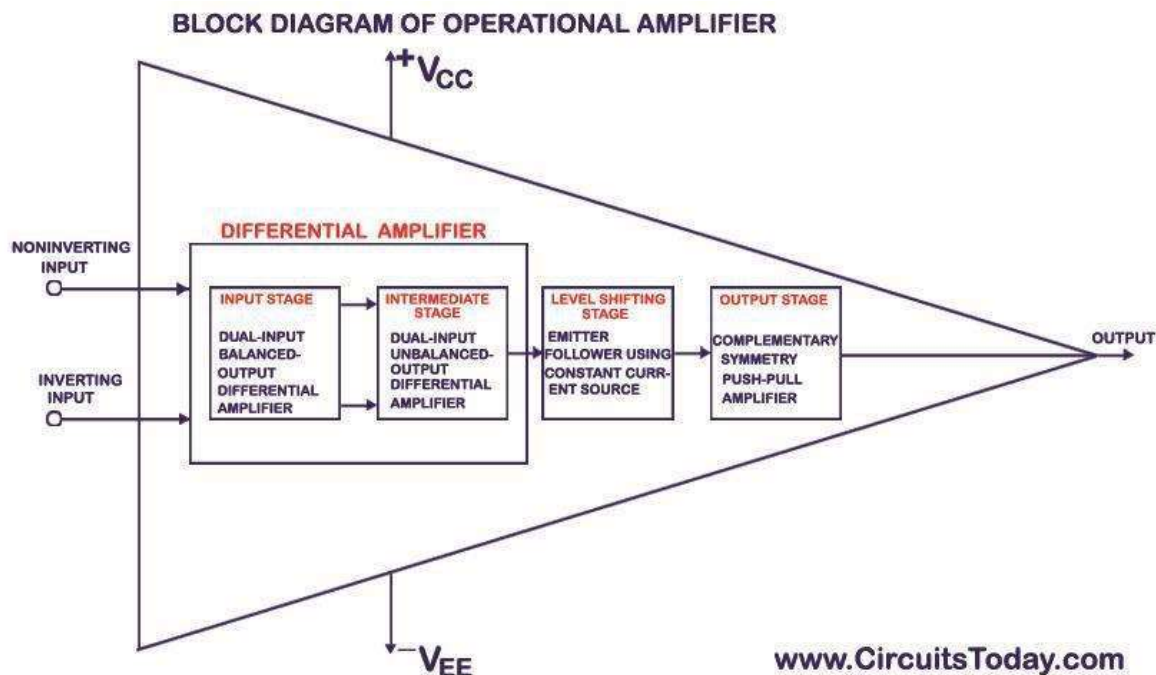 BLOCK DIAGRAM OF OPERATIONAL AMPLIFIER
+VCC
DIFFERENTIAL AMPLIFIER
NONINVERTING
INPUT
INVERTING
INPUT
INPUT STAGE
DUAL-INPUT
BALANCED-
OUTPUT
DIFFERENTIAL
AMPLIFIER
INTERMEDIATE
STAGE
DUAL-INPUT
UNBALANCED-
OUTPUT
DIFFERENTIAL
AMPLIFIER
LEVEL SHIFTING
STAGE
EMITTER
FOLLOWER USING
CONSTANT CURR-
ENT SOURCE
OUTPUT STAGE
COMPLEMENTARY
SYMMETRY
PUSH-PULL
AMPLIFIER
OUTPUT
-VEE
www.CircuitsToday.com